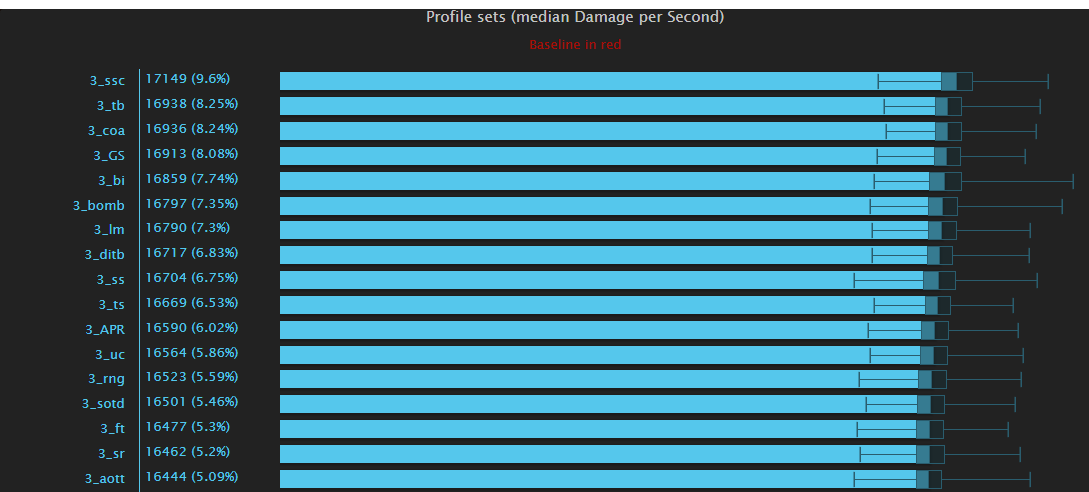 Profile sets (median Damage per Second)
Baseline in red
3_ssc 17149 (9.6%)
3_tb 16938 (8.25%)
3_coa 16936 (8.24%)
3_GS 16913 (8.08%)
3_bi 16859 (7.74%)
3_bomb 16797 (7.35%)
3_lm 16790 (7.3%)
3_ditb 16717 (6.83%)
3_ss 16704 (6.75%)
3_ts 16669 (6.53%)
3_APR 16590 (6.02%)
3_uc 16564 (5.86%)
3_rng 16523 (5.59%)
3_sotd 16501 (5.46%)
3_ft 16477 (5.3%)
3_sr 16462 (5.2%)
3_aott 16444 (5.09%)